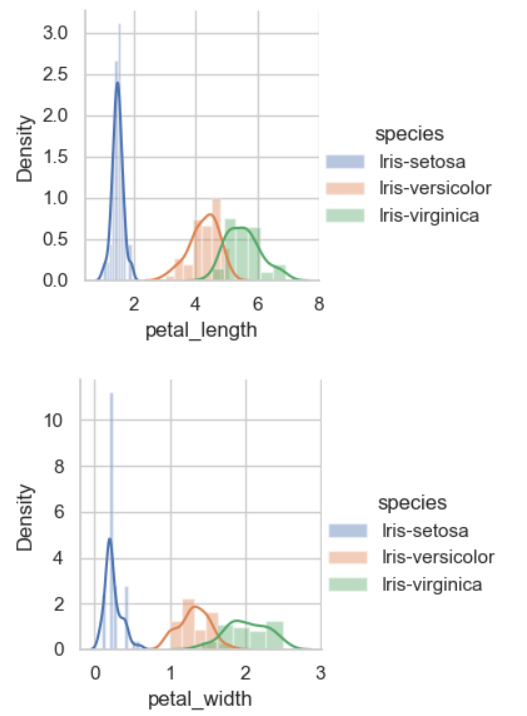 3.0
2.5
2.0
1.5
1.0
0.5
0.0
Density
2 4 6 8
petal_length
species
Iris-setosa
Iris-versicolor
Iris-virginica
10
8
6
4
2
0
Density
0 1 2 3
petal_width
species
Iris-setosa
Iris-versicolor
Iris-virginica